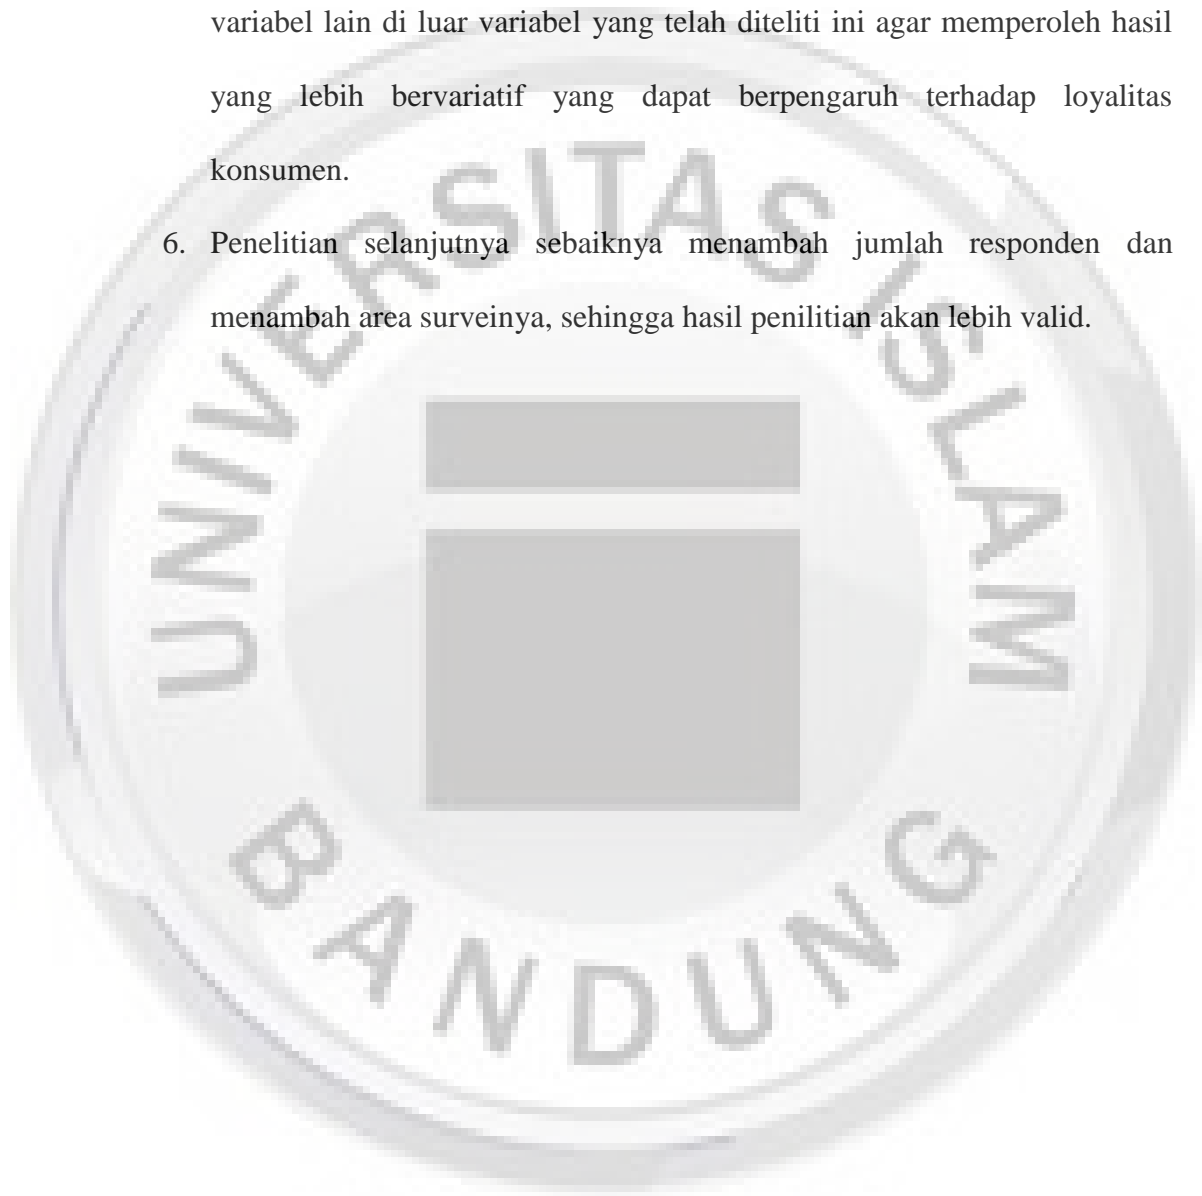 variabel lain di luar variabel yang telah diteliti ini agar memperoleh hasil
yang lebih bervariatif yang dapat berpengaruh terhadap loyalitas
konsumen.
6. Penelitian selanjutnya sebaiknya menambah jumlah responden dan
menambah area surveinya, sehingga hasil penilitian akan lebih valid.
UNIVERSITAS ISLAM
BANDUNG